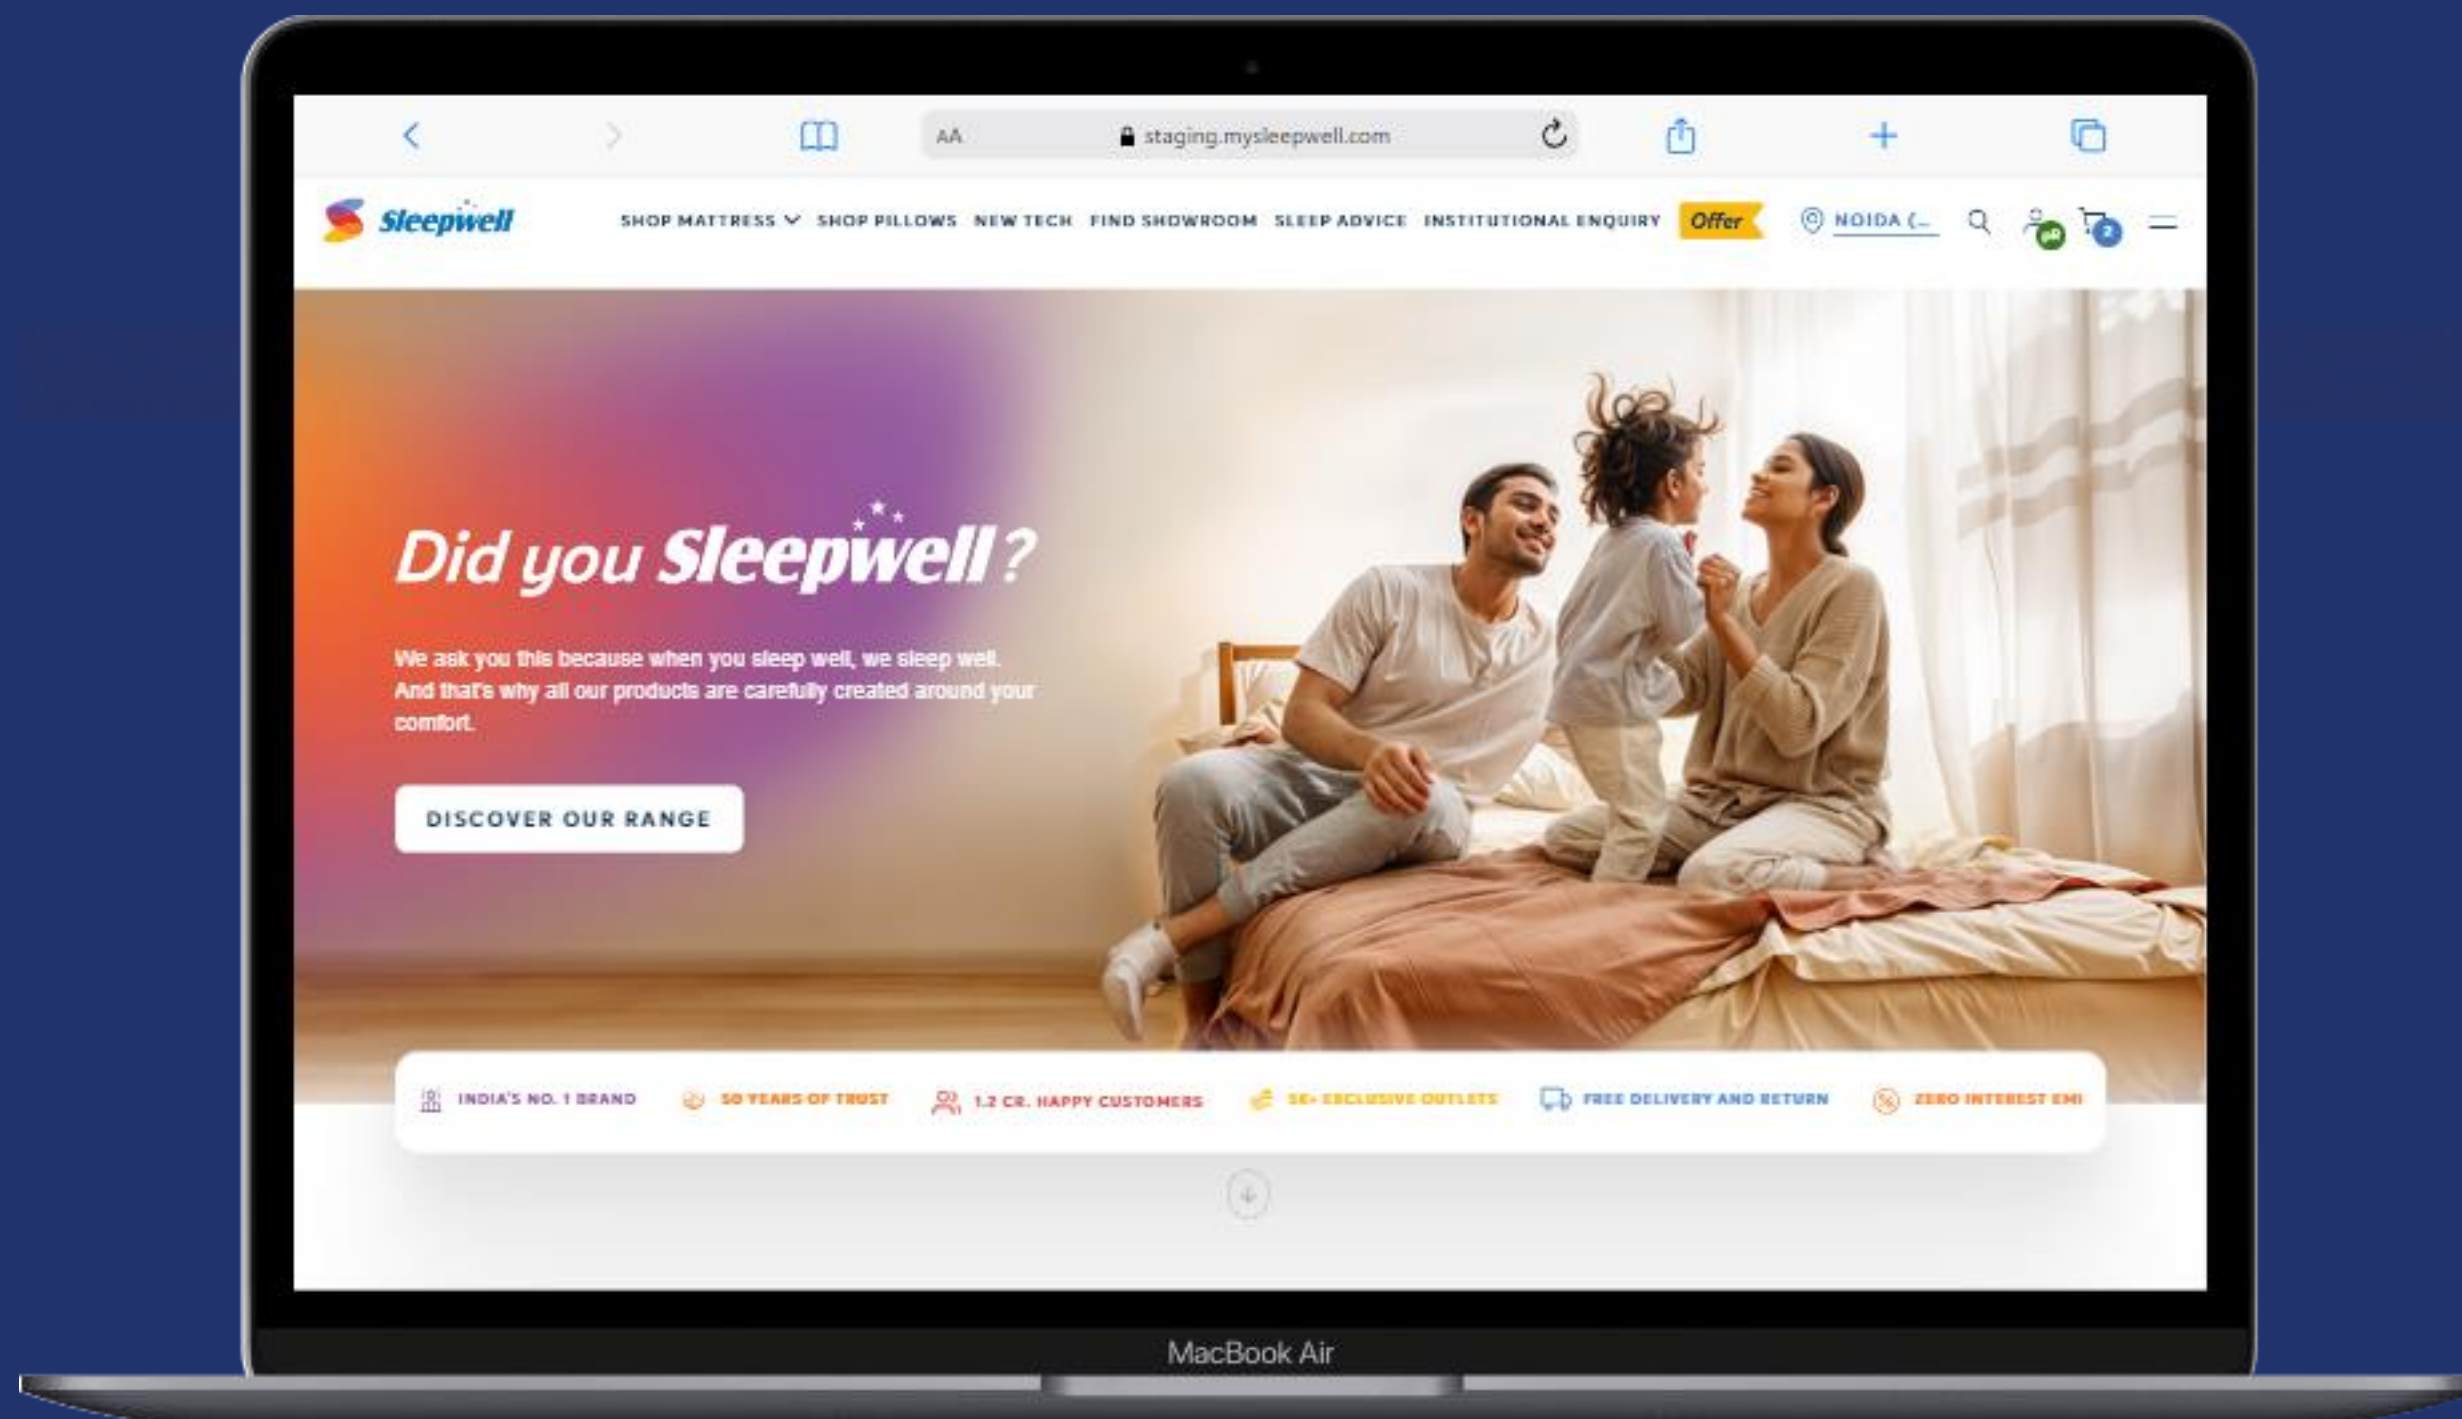 AA
staging.mysleepwell.com
Sleepwell
SHOP MATTRESS SHOP PILLOWS NEW TECH FIND SHOWROOM SLEEP ADVICE INSTITUTIONAL ENQUIRY Offer NOIDA (... 2
Did you Sleepwell?
We ask you this because when you sleep well, we sleep well.
And that's why all our products are carefully created around your
comfort.
DISCOVER OUR RANGE
INDIA'S NO. 1 BRAND 50 YEARS OF TRUST 1.2 CR. HAPPY CUSTOMERS 5K+ EXCLUSIVE OUTLETS FREE DELIVERY AND RETURN ZERO INTEREST EMI
MacBook Air